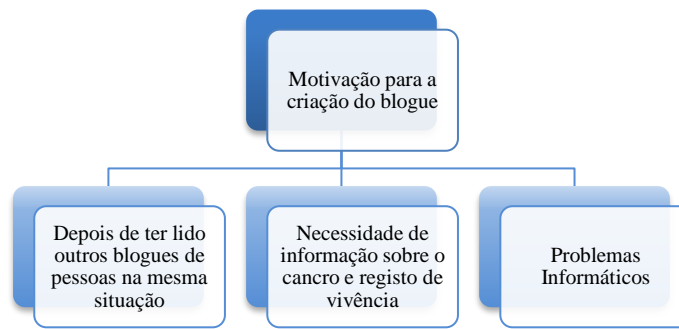 Motivação para a
criação do blogue
Depois de ter lido
outros blogues de
pessoas na mesma
situação
Necessidade de
informação sobre o
cancro e registo de
vivência
Problemas
Informáticos